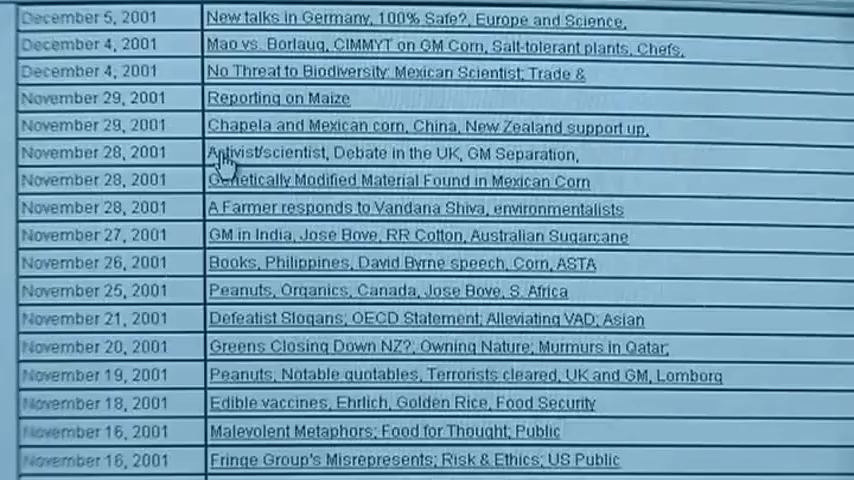 December 5, 2001 New talks in Germany, 100% Safe?, Europe and Science,
December 4, 2001 Mao vs. Borlaug, CIMMYT on GM Corn, Salt-tolerant plants, Chefs,
December 4, 2001 No Threat to Biodiversity: Mexican Scientist; Trade &
November 29, 2001 Reporting on Maize
November 29, 2001 Chapela and Mexican corn, China, New Zealand support up,
November 28, 2001 Activist/scientist, Debate in the UK, GM Separation,
November 28, 2001 Genetically Modified Material Found in Mexican Corn
November 28, 2001 A Farmer responds to Vandana Shiva, environmentalists
November 27, 2001 GM in India, Jose Bove, RR Cotton, Australian Sugarcane
November 26, 2001 Books, Philippines, David Byrne speech, Corn, ASTA
November 25, 2001 Peanuts, Organics, Canada, Jose Bove, S. Africa
November 21, 2001 Defeatist Slogans; OECD Statement; Alleviating VAD; Asian
November 20, 2001 Greens Closing Down NZ?; Owning Nature; Murmurs in Qatar;
November 19, 2001 Peanuts, Notable quotables, Terrorists cleared, UK and GM, Lomborg
November 18, 2001 Edible vaccines, Ehrlich, Golden Rice, Food Security
November 16, 2001 Malevolent Metaphors; Food for Thought; Public
November 16, 2001 Fringe Group's Misrepresents; Risk & Ethics; US Public